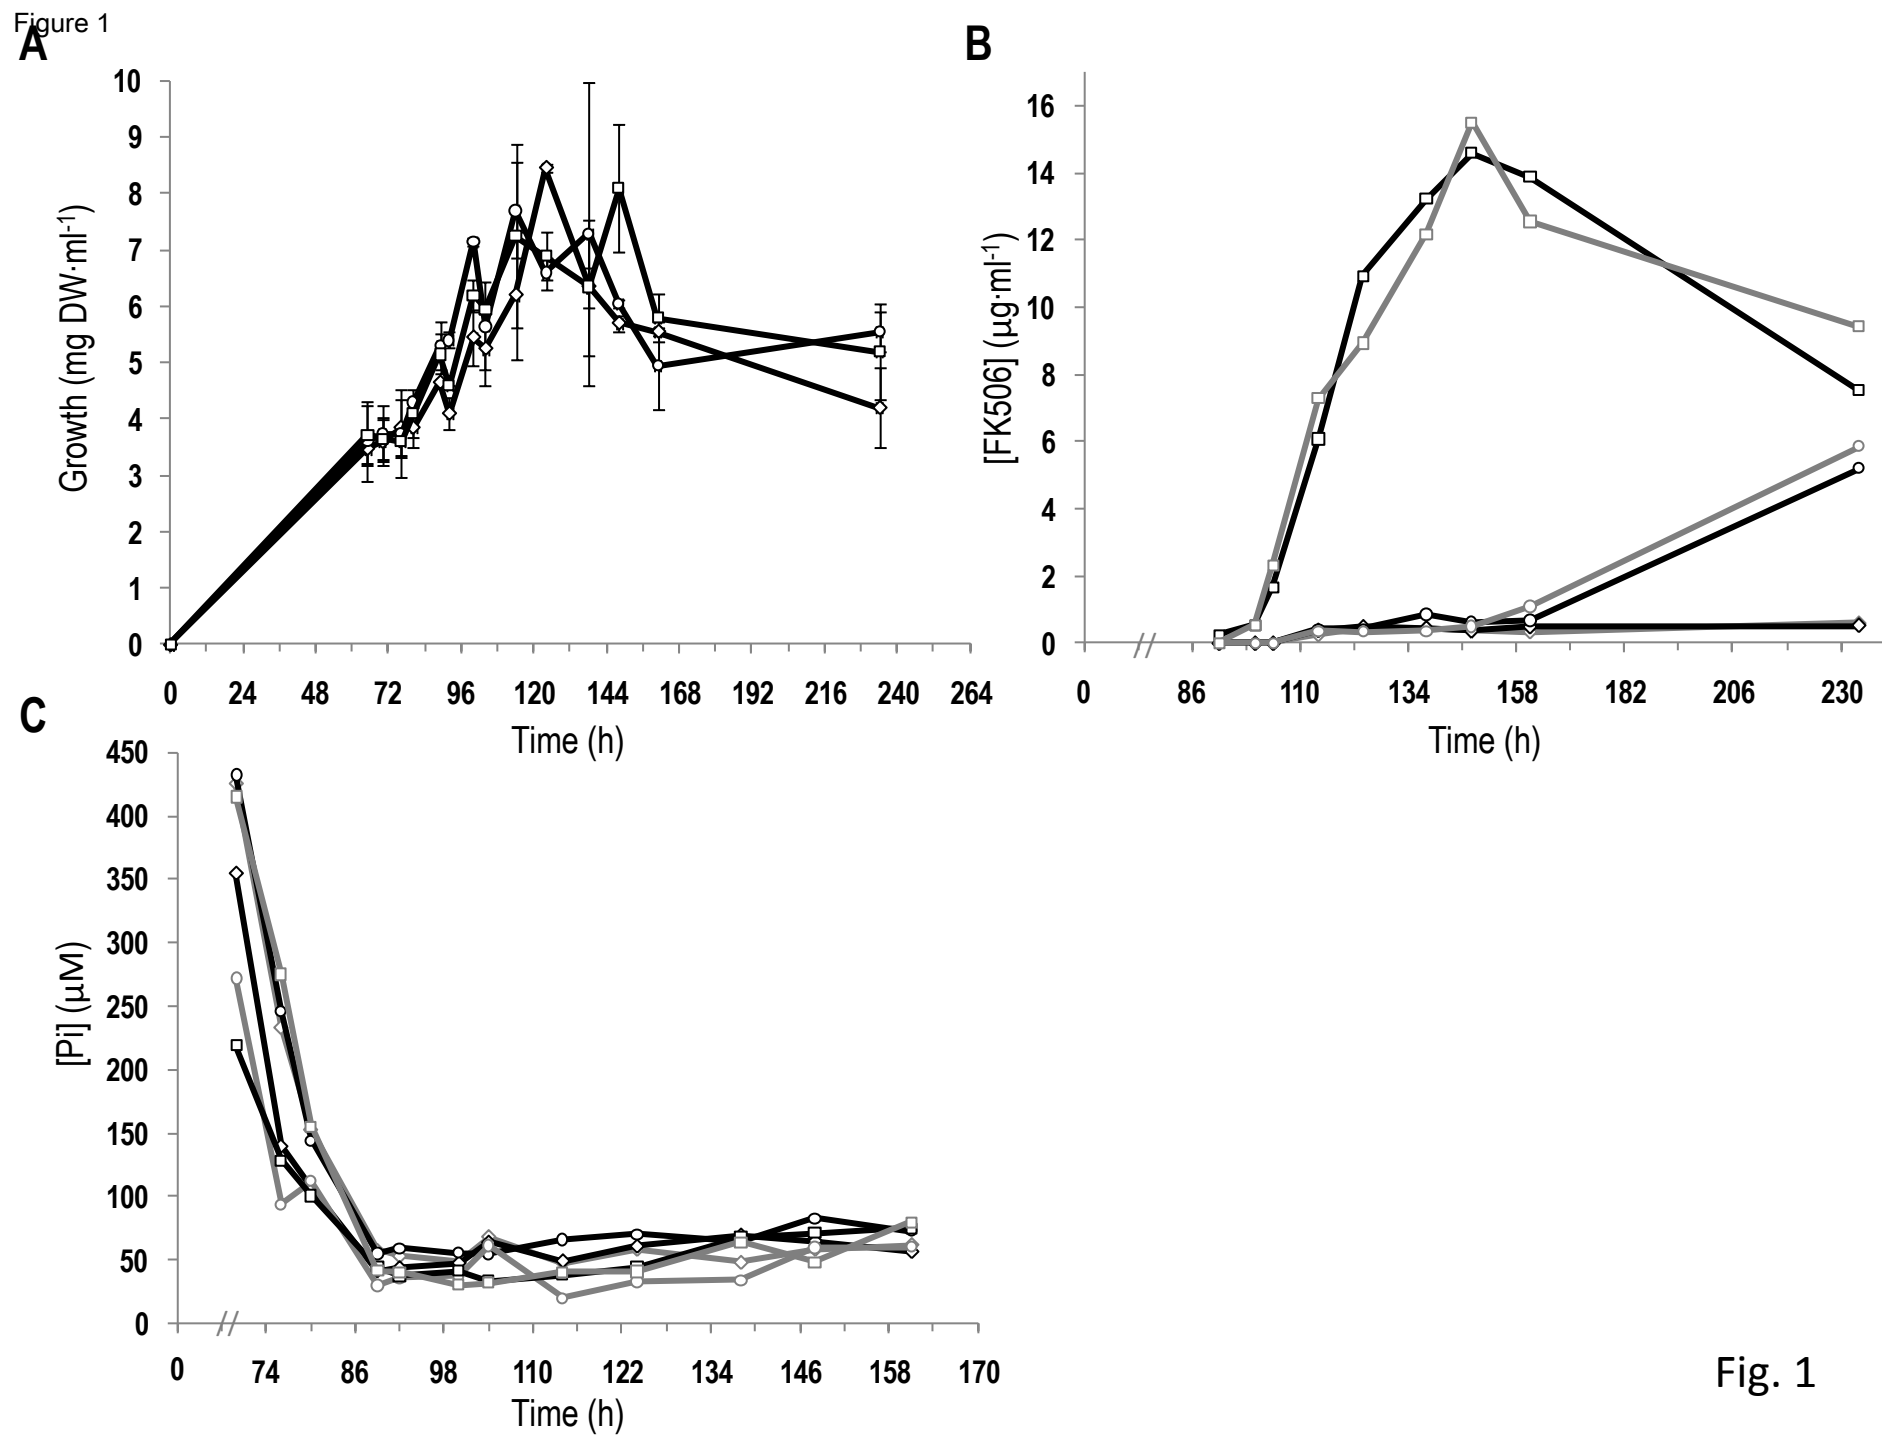 Figure 1
A
10
9
8
7
6
5
4
3
2
1
0
Growth (mg DW·ml⁻¹)
0 24 48 72 96 120 144 168 192 216 240 264
Time (h)
B
16
14
12
10
8
6
4
2
0
[FK506] (µg·ml⁻¹)
0 86 110 134 158 182 206 230
Time (h)
C
450
400
350
300
250
200
150
100
50
0
[Pi] (µM)
0 74 86 98 110 122 134 146 158 170
Time (h)
Fig. 1